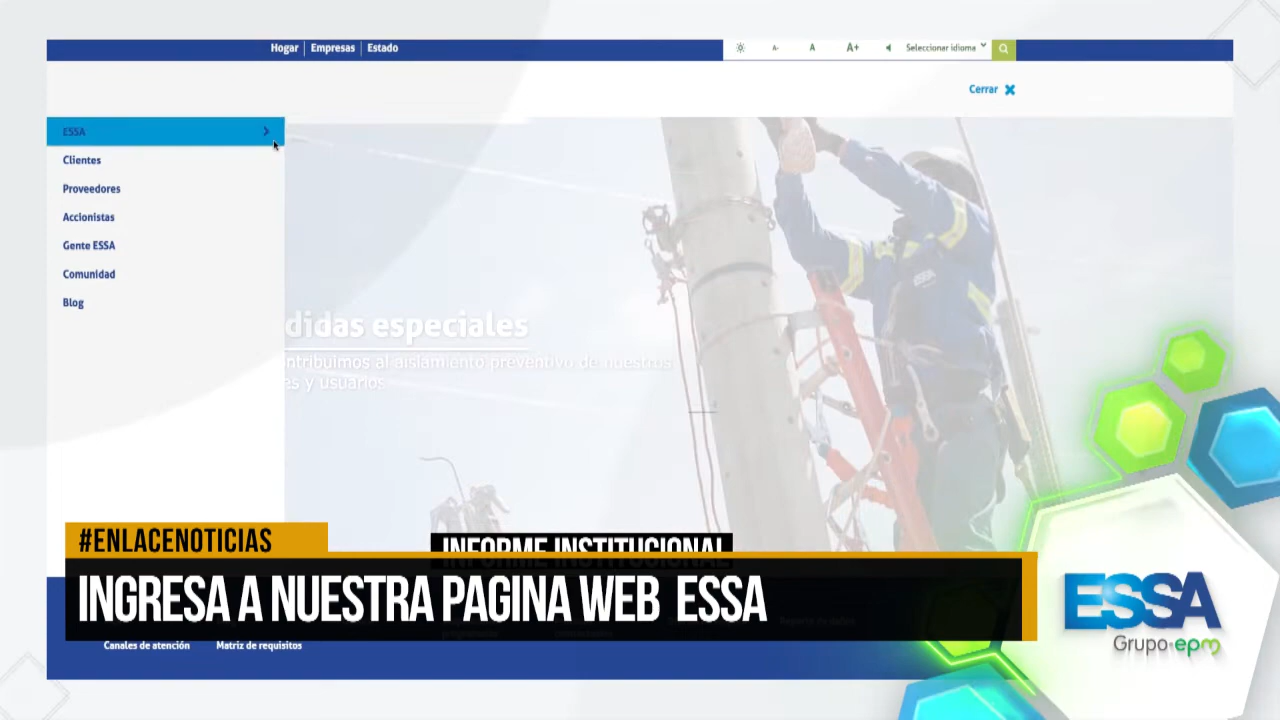 Hogar Empresas Estado
A- A A+ Seleccionar idioma
Cerrar
ESSA
Clientes
Proveedores
Accionistas
Gente ESSA
Comunidad
Blog
didas especiales
ntribuimos al aislamiento preventivo de nuestros
es y usuarios
ESSA
#ENLACENOTICIAS
INFORME INSTITUCIONAL
INGRESA A NUESTRA PAGINA WEB ESSA
Canales de atención Matriz de requisitos
ESSA
Grupo epm